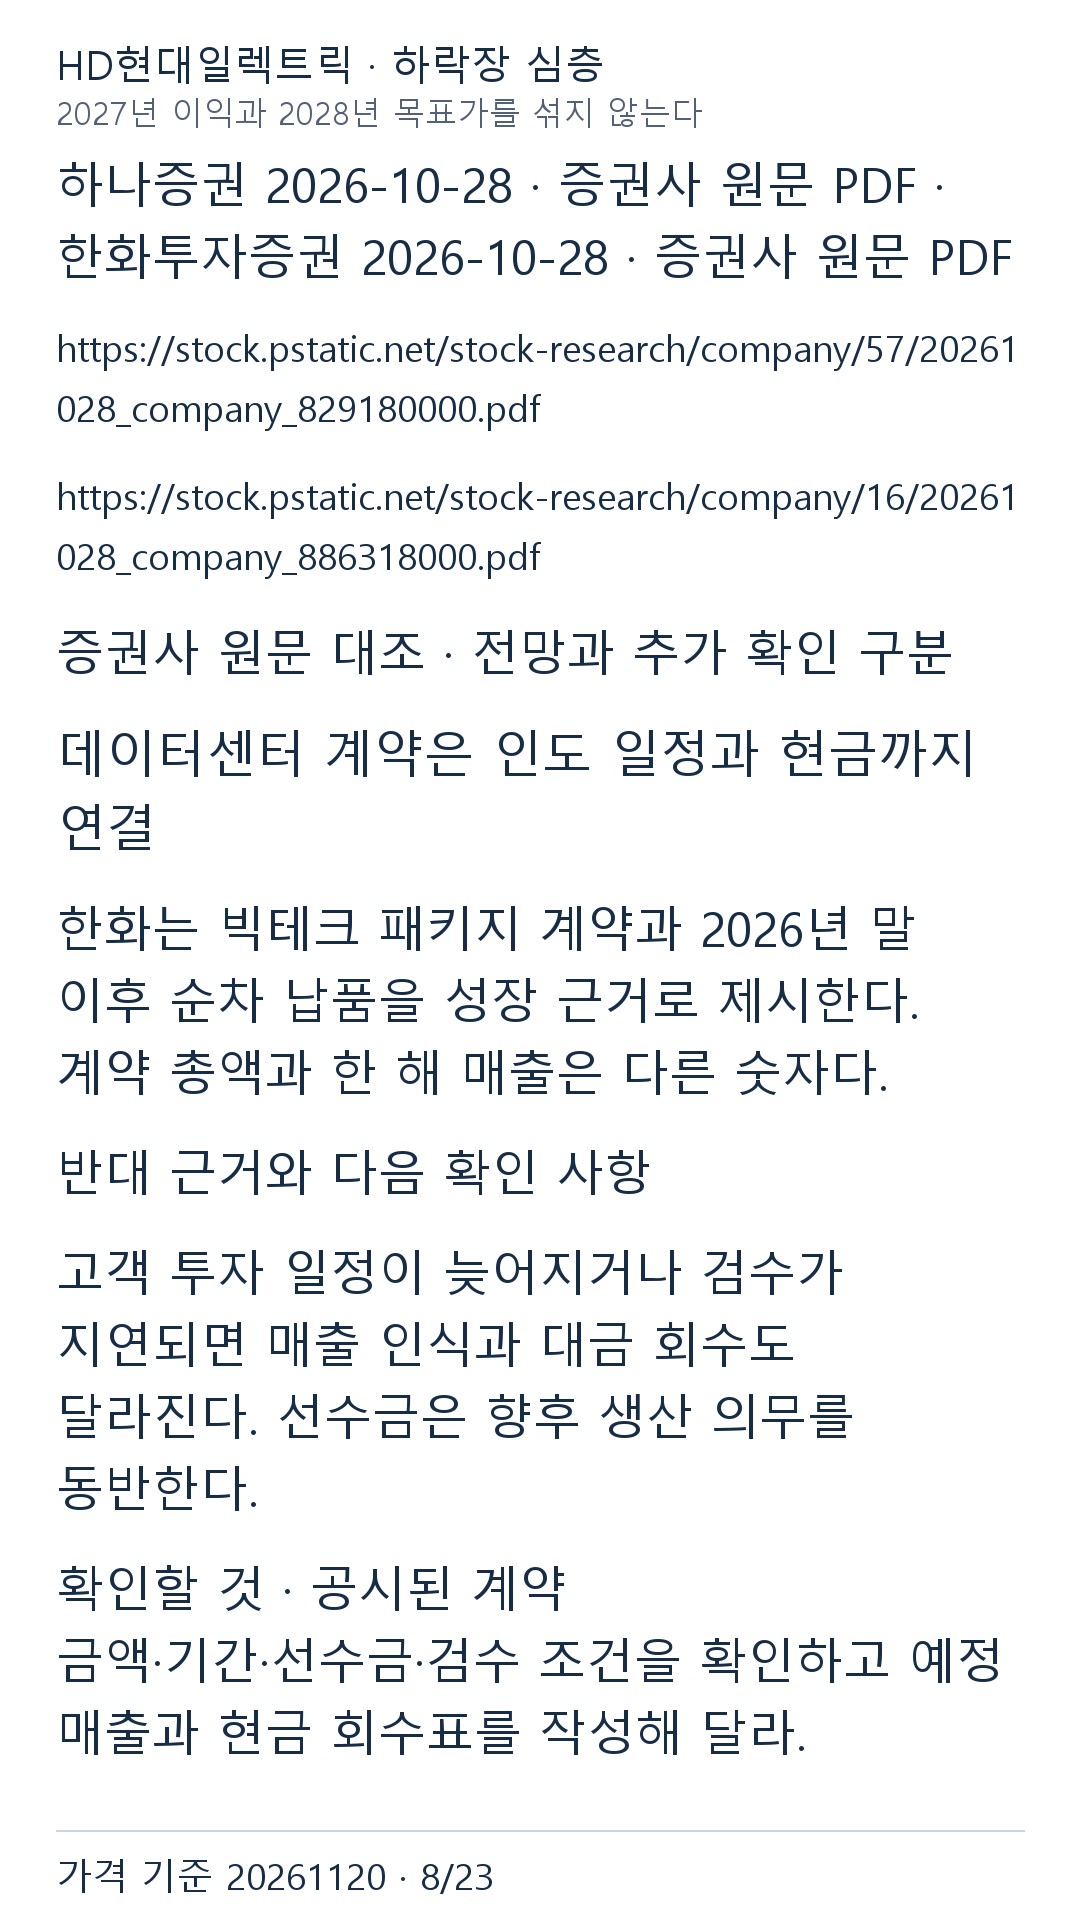 HD현대일렉트릭 · 하락장 심층
2027년 이익과 2028년 목표가를 섞지 않는다
하나증권 2026-10-28 · 증권사 원문 PDF ·
한화투자증권 2026-10-28 · 증권사 원문 PDF
https://stock.pstatic.net/stock-research/company/57/20261
028_company_829180000.pdf
https://stock.pstatic.net/stock-research/company/16/20261
028_company_886318000.pdf
증권사 원문 대조 · 전망과 추가 확인 구분
데이터센터 계약은 인도 일정과 현금까지
연결
한화는 빅테크 패키지 계약과 2026년 말
이후 순차 납품을 성장 근거로 제시한다.
계약 총액과 한 해 매출은 다른 숫자다.
반대 근거와 다음 확인 사항
고객 투자 일정이 늦어지거나 검수가
지연되면 매출 인식과 대금 회수도
달라진다. 선수금은 향후 생산 의무를
동반한다.
확인할 것 · 공시된 계약
금액·기간·선수금·검수 조건을 확인하고 예정
매출과 현금 회수표를 작성해 달라.
가격 기준 20261120 · 8/23